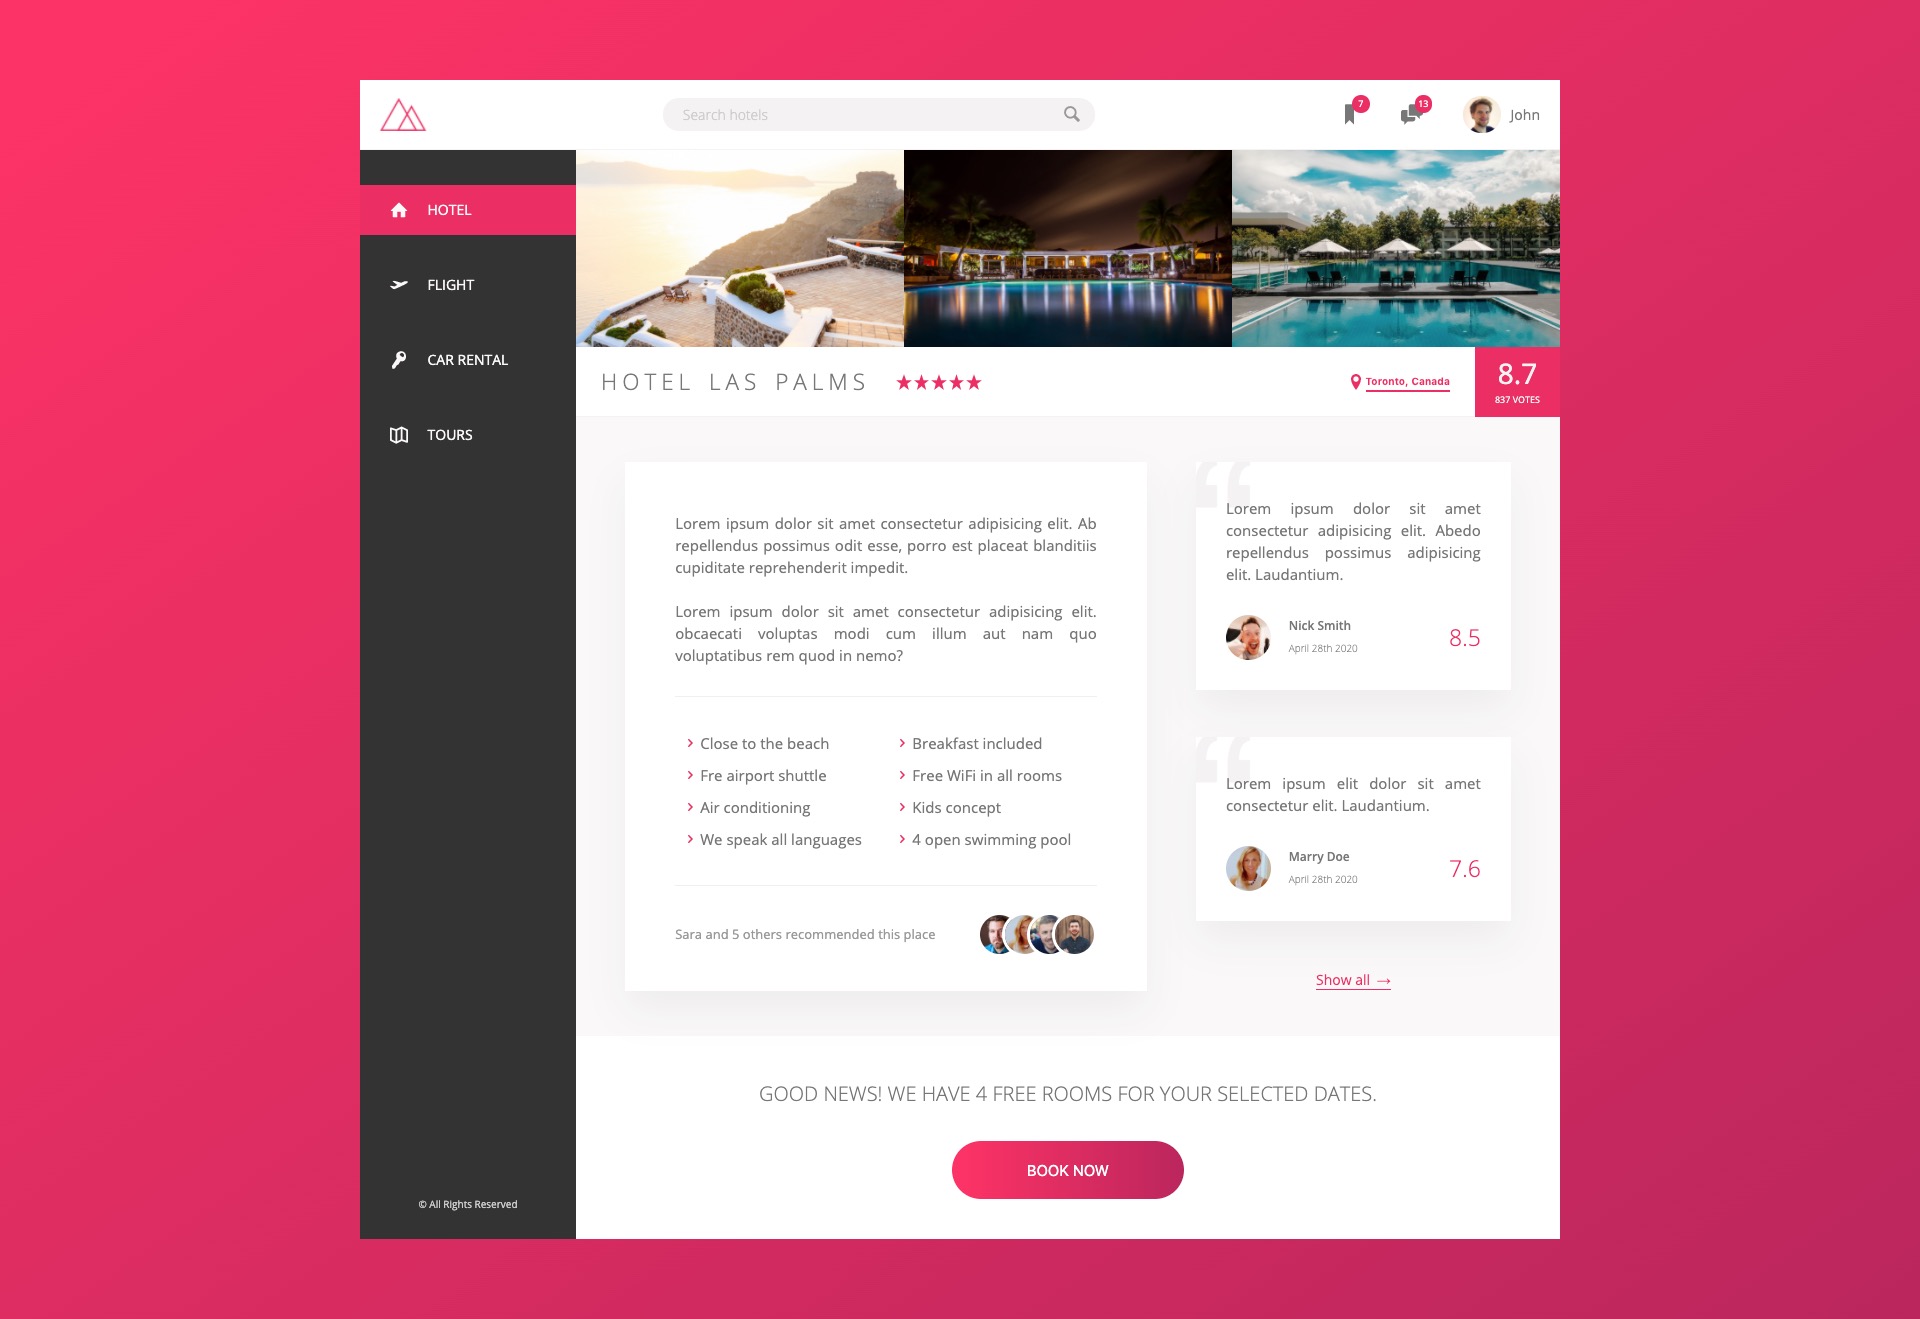 Search hotels
7
13
John
HOTEL
FLIGHT
CAR RENTAL
TOURS
© All Rights Reserved
HOTEL LAS PALMS
Toronto, Canada
8.7
837 VOTES
Lorem ipsum dolor sit amet consectetur adipisicing elit. Ab
repellendus possimus odit esse, porro est placeat blanditiis
cupiditate reprehenderit impedit.
Lorem ipsum dolor sit amet consectetur adipisicing elit.
obcaecati voluptas modi cum illum aut nam quo
voluptatibus rem quod in nemo?
Close to the beach
Breakfast included
Fre airport shuttle
Free WiFi in all rooms
Air conditioning
Kids concept
We speak all languages
4 open swimming pool
Sara and 5 others recommended this place
“
Lorem ipsum dolor sit amet
consectetur adipisicing elit. Abedo
repellendus possimus adipisicing
elit. Laudantium.
Nick Smith
April 28th 2020
8.5
“
Lorem ipsum elit dolor sit amet
consectetur elit. Laudantium.
Marry Doe
April 28th 2020
7.6
Show all →
GOOD NEWS! WE HAVE 4 FREE ROOMS FOR YOUR SELECTED DATES.
BOOK NOW